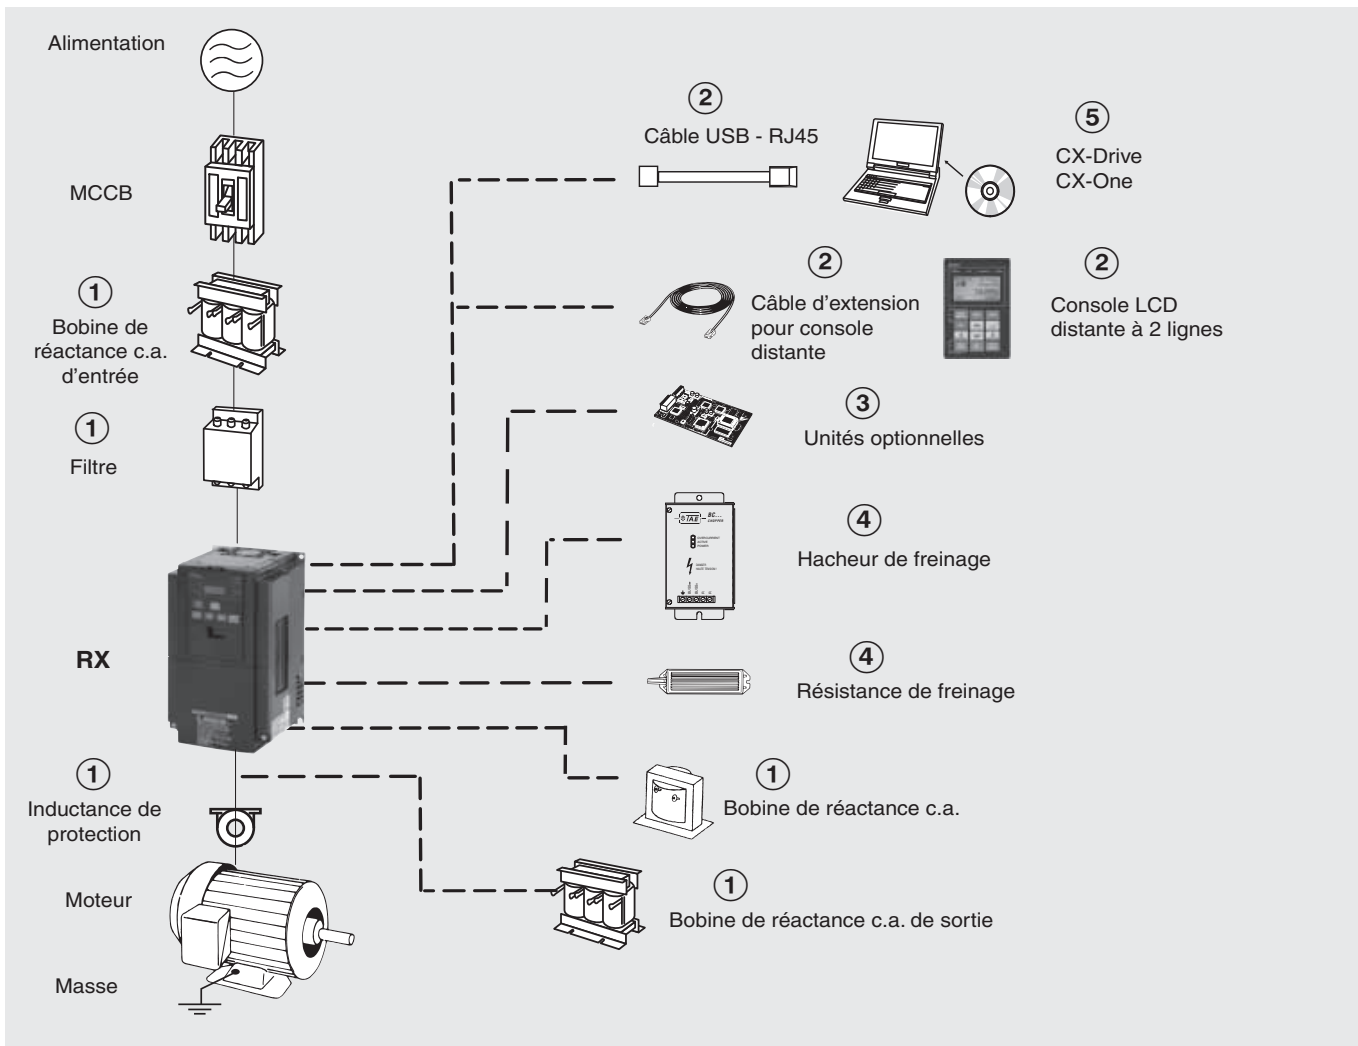 Alimentation
MCCB
1
Bobine de
réactance c.a.
d'entrée
1
Filtre
RX
1
Inductance de
protection
Moteur
Masse
2
Câble USB - RJ45
5
CX-Drive
CX-One
2
Câble d'extension
pour console
distante
2
Console LCD
distante à 2 lignes
3
Unités optionnelles
4
Hacheur de freinage
4
Résistance de freinage
1
Bobine de réactance c.a.
1
Bobine de réactance c.a. de sortie